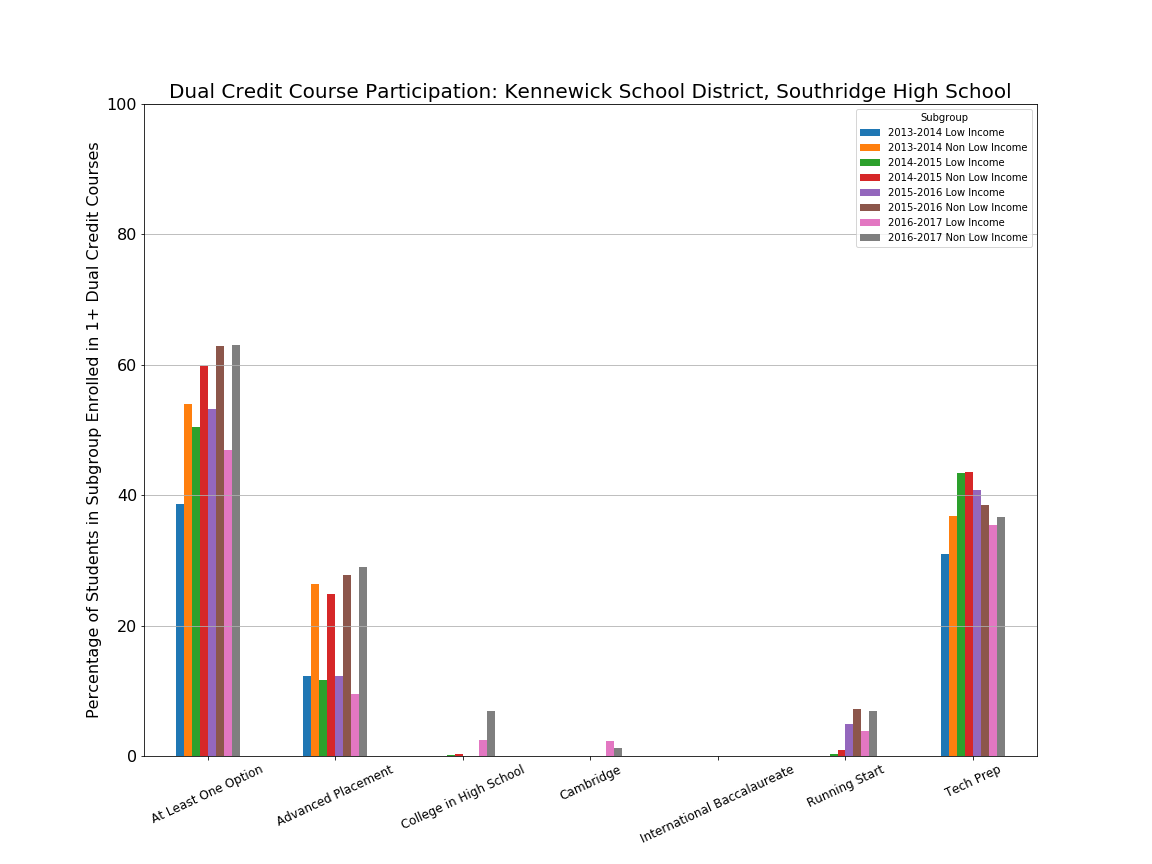 Dual Credit Course Participation: Kennewick School District, Southridge High School
Percentage of Students in Subgroup Enrolled in 1+ Dual Credit Courses
100
80
60
40
20
0
Subgroup
2013-2014 Low Income
2013-2014 Non Low Income
2014-2015 Low Income
2014-2015 Non Low Income
2015-2016 Low Income
2015-2016 Non Low Income
2016-2017 Low Income
2016-2017 Non Low Income
At Least One Option
Advanced Placement
College in High School
Cambridge
International Baccalaureate
Running Start
Tech Prep